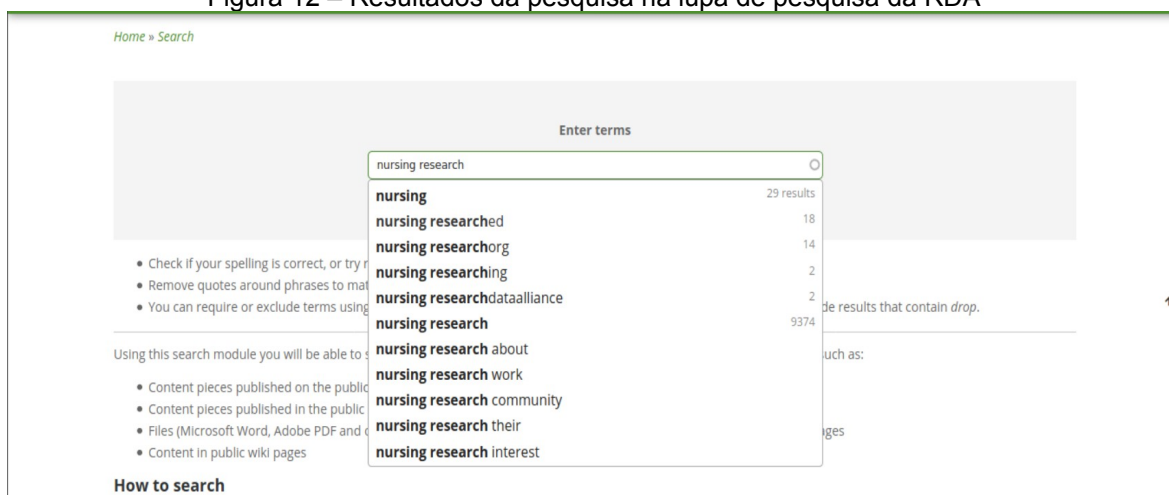 Figura 12 – Resultados da pesquisa na lupa de pesquisa da RDA
Home » Search
Enter terms
nursing research
nursing 29 results
nursing researched 18
nursing researchorg 14
nursing researching 2
nursing researchdataalliance 2
nursing research 9374
nursing research about
nursing research work
nursing research community
nursing research their
nursing research interest
• Check if your spelling is correct, or try
• Remove quotes around phrases to
• You can require or exclude terms using de results that contain drop.
Using this search module you will be able to uch as:
• Content pieces published on the public
• Content pieces published in the public
• Files (Microsoft Word, Adobe PDF and ges
• Content in public wiki pages
How to search